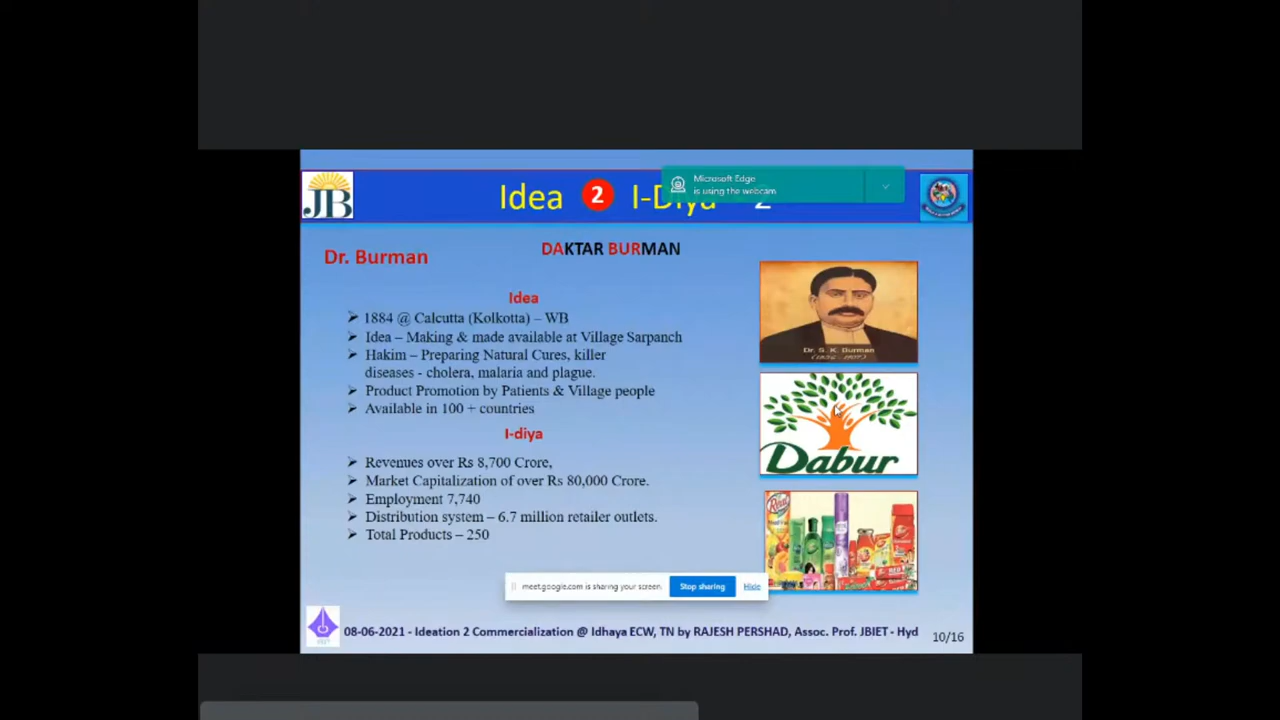 JB
Idea 2 I-Diya - 2
Microsoft Edge
is using the webcam
Dr. Burman
DAKTAR BURMAN
Idea
1884 @ Calcutta (Kolkotta) – WB
Idea – Making & made available at Village Sarpanch
Hakim – Preparing Natural Cures, killer
diseases - cholera, malaria and plague.
Product Promotion by Patients & Village people
Available in 100 + countries
I-diya
Revenues over Rs 8,700 Crore,
Market Capitalization of over Rs 80,000 Crore.
Employment 7,740
Distribution system – 6.7 million retailer outlets.
Total Products – 250
Dr. S. K. Burman
Dabur
Real
meet.google.com is sharing your screen. Stop sharing Hide
08-06-2021 - Ideation 2 Commercialization @ Idhaya ECW, TN by RAJESH PERSHAD, Assoc. Prof. JBIET - Hyd
10/16